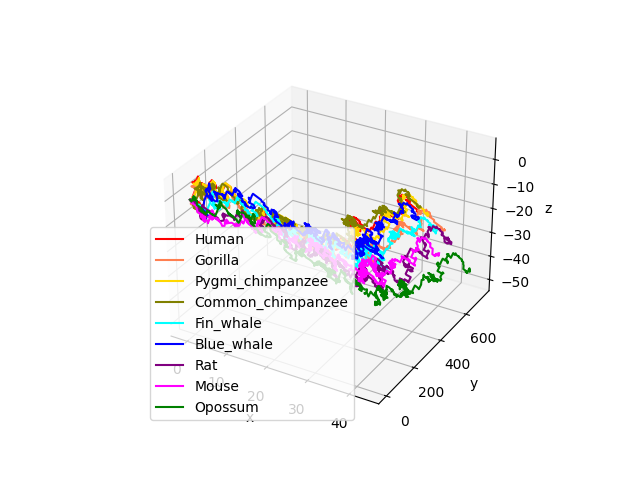 0
−10
−20
z
−30
−40
−50
Human
Gorilla
Pygmi_chimpanzee
Common_chimpanzee
Fin_whale
Blue_whale
Rat
Mouse
Opossum
600
400
y
200
0
0
10
20
30
40
x